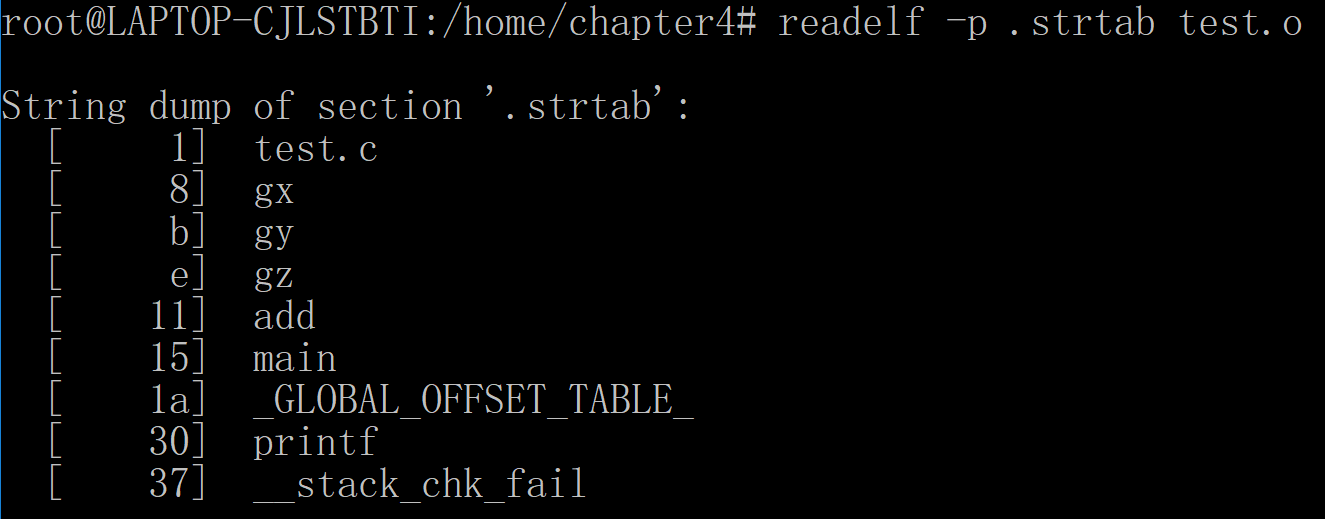 root@LAPTOP-CJLSTBTI:/home/chapter4# readelf -p .strtab test.o
String dump of section '.strtab':
[     1]  test.c
[     8]  gx
[     b]  gy
[     e]  gz
[    11]  add
[    15]  main
[    1a]  _GLOBAL_OFFSET_TABLE_
[    30]  printf
[    37]  __stack_chk_fail